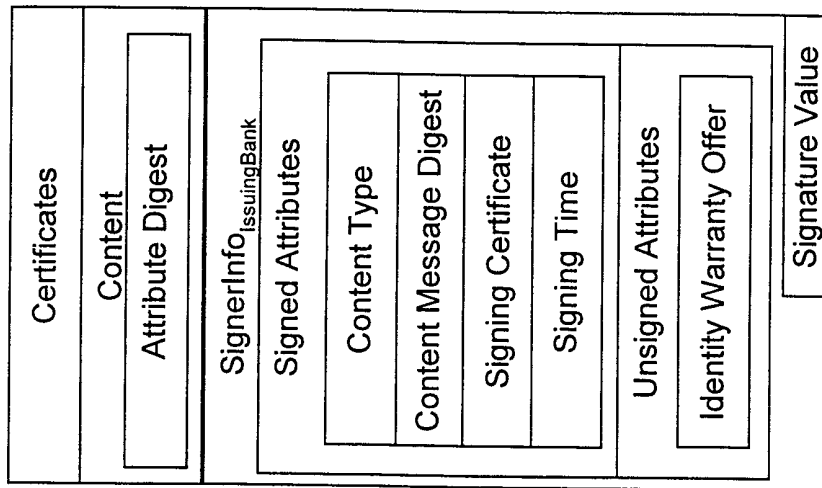 Certificates
Content
Attribute Digest
SignerInfoIssuingBank
Signed Attributes
Content Type
Content Message Digest
Signing Certificate
Signing Time
Unsigned Attributes
Identity Warranty Offer
Signature Value